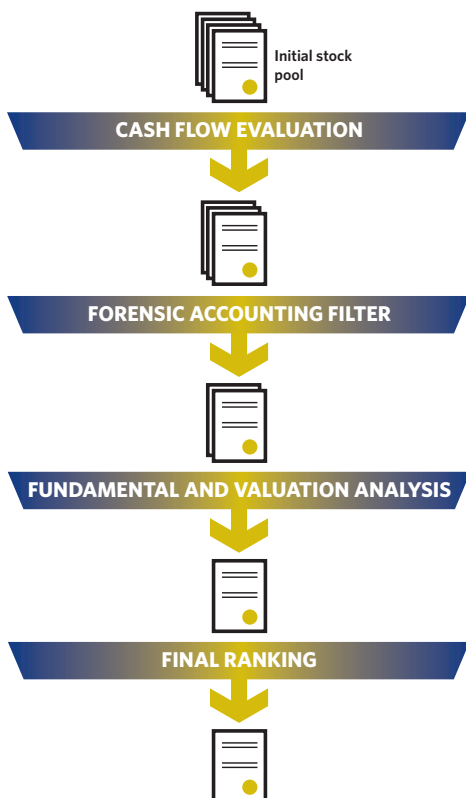 Initial stock
pool
CASH FLOW EVALUATION
FORENSIC ACCOUNTING FILTER
FUNDAMENTAL AND VALUATION ANALYSIS
FINAL RANKING